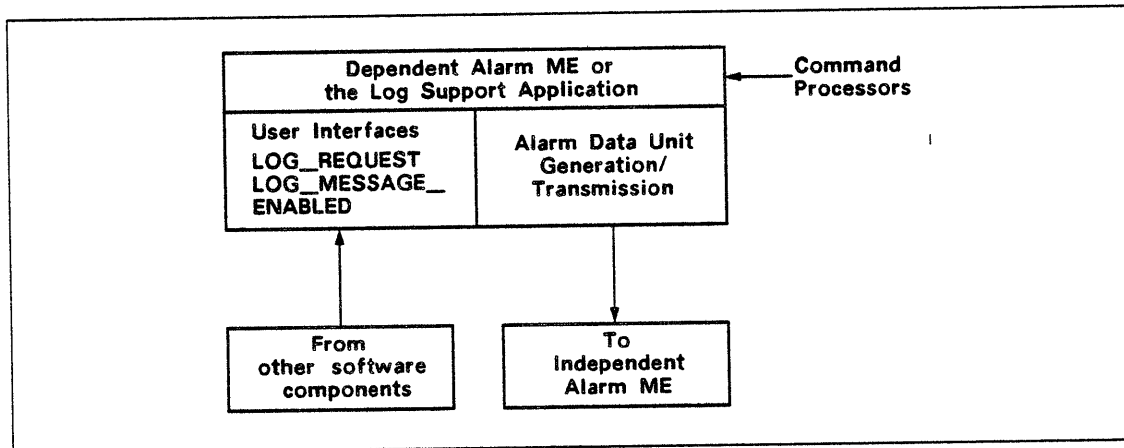 Dependent Alarm ME or
the Log Support Application
Command
Processors
User Interfaces
LOG_REQUEST
LOG_MESSAGE_
ENABLED
Alarm Data Unit
Generation/
Transmission
From
other software
components
To
Independent
Alarm ME